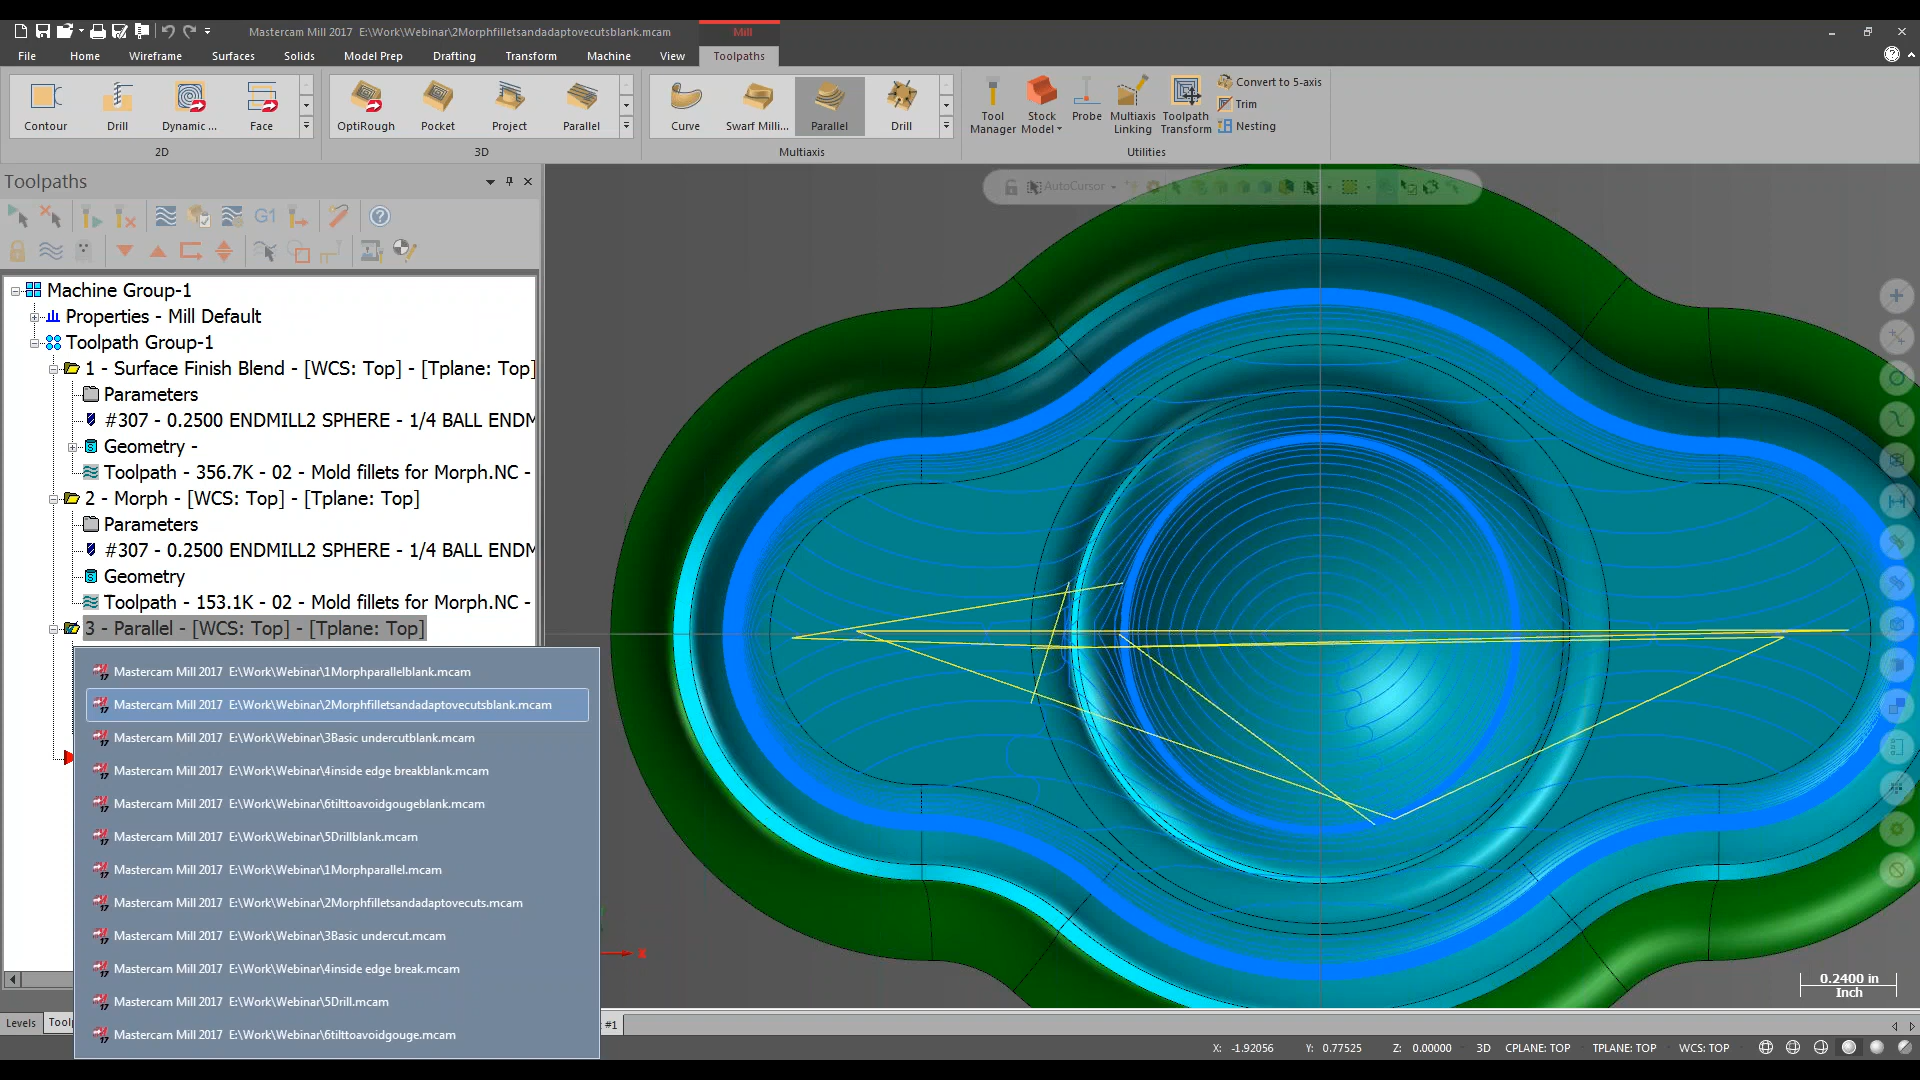 Mastercam Mill 2017  E:\Work\Webinar\2Morphfilletsandadaptovecutsblank.mcam
Mill
File Home Wireframe Surfaces Solids Model Prep Drafting Transform Machine View Toolpaths
Contour Drill Dynamic ... Face
2D
OptiRough Pocket Project Parallel
3D
Curve Swarf Milli... Parallel Drill
Multiaxis
Tool Manager
Stock Model
Probe
Multiaxis Linking
Toolpath Transform
Convert to 5-axis
Trim
Nesting
Utilities
Toolpaths
AutoCursor
G1
Machine Group-1
Properties - Mill Default
Toolpath Group-1
1 - Surface Finish Blend - [WCS: Top] - [Tplane: Top]
Parameters
#307 - 0.2500 ENDMILL2 SPHERE - 1/4 BALL ENDM
Geometry -
Toolpath - 356.7K - 02 - Mold fillets for Morph.NC -
2 - Morph - [WCS: Top] - [Tplane: Top]
Parameters
#307 - 0.2500 ENDMILL2 SPHERE - 1/4 BALL ENDM
Geometry
Toolpath - 153.1K - 02 - Mold fillets for Morph.NC -
3 - Parallel - [WCS: Top] - [Tplane: Top]
Mastercam Mill 2017  E:\Work\Webinar\1Morphparallelblank.mcam
Mastercam Mill 2017  E:\Work\Webinar\2Morphfilletsandadaptovecutsblank.mcam
Mastercam Mill 2017  E:\Work\Webinar\3Basic undercutblank.mcam
Mastercam Mill 2017  E:\Work\Webinar\4inside edge breakblank.mcam
Mastercam Mill 2017  E:\Work\Webinar\6tilttoavoidgougeblank.mcam
Mastercam Mill 2017  E:\Work\Webinar\5Drillblank.mcam
Mastercam Mill 2017  E:\Work\Webinar\1Morphparallel.mcam
Mastercam Mill 2017  E:\Work\Webinar\2Morphfilletsandadaptovecuts.mcam
Mastercam Mill 2017  E:\Work\Webinar\3Basic undercut.mcam
Mastercam Mill 2017  E:\Work\Webinar\4inside edge break.mcam
Mastercam Mill 2017  E:\Work\Webinar\5Drill.mcam
Mastercam Mill 2017  E:\Work\Webinar\6tilttoavoidgouge.mcam
0.2400 in
Inch
Levels
Toolp
#1
X: -1.92056 Y: 0.77525 Z: 0.00000 3D CPLANE: TOP TPLANE: TOP WCS: TOP